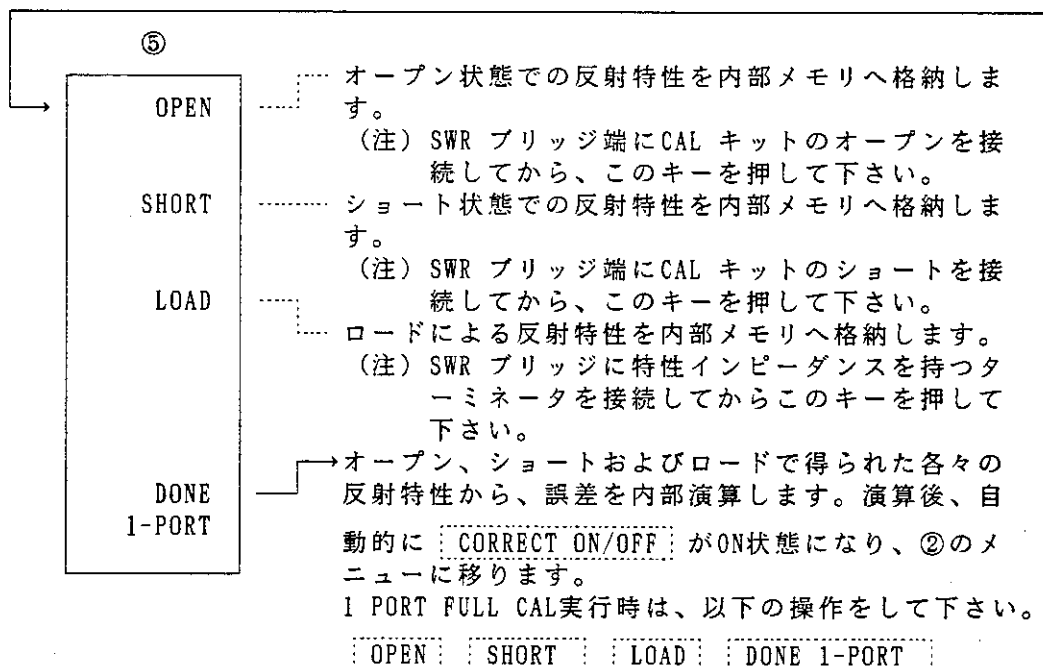 ⑤
OPEN
オープン状態での反射特性を内部メモリへ格納しま
す。
(注) SWR ブリッジ端にCAL キットのオープンを接
続してから、このキーを押して下さい。
SHORT
ショート状態での反射特性を内部メモリへ格納しま
す。
(注) SWR ブリッジ端にCAL キットのショートを接
続してから、このキーを押して下さい。
LOAD
ロードによる反射特性を内部メモリへ格納します。
(注) SWR ブリッジに特性インピーダンスを持つタ
ーミネータを接続してからこのキーを押して
下さい。
DONE
1-PORT
オープン、ショートおよびロードで得られた各々の
反射特性から、誤差を内部演算します。演算後、自
動的に CORRECT ON/OFF がON状態になり、②のメ
ニューに移ります。
1 PORT FULL CAL実行時は、以下の操作をして下さい。
OPEN SHORT LOAD DONE 1-PORT